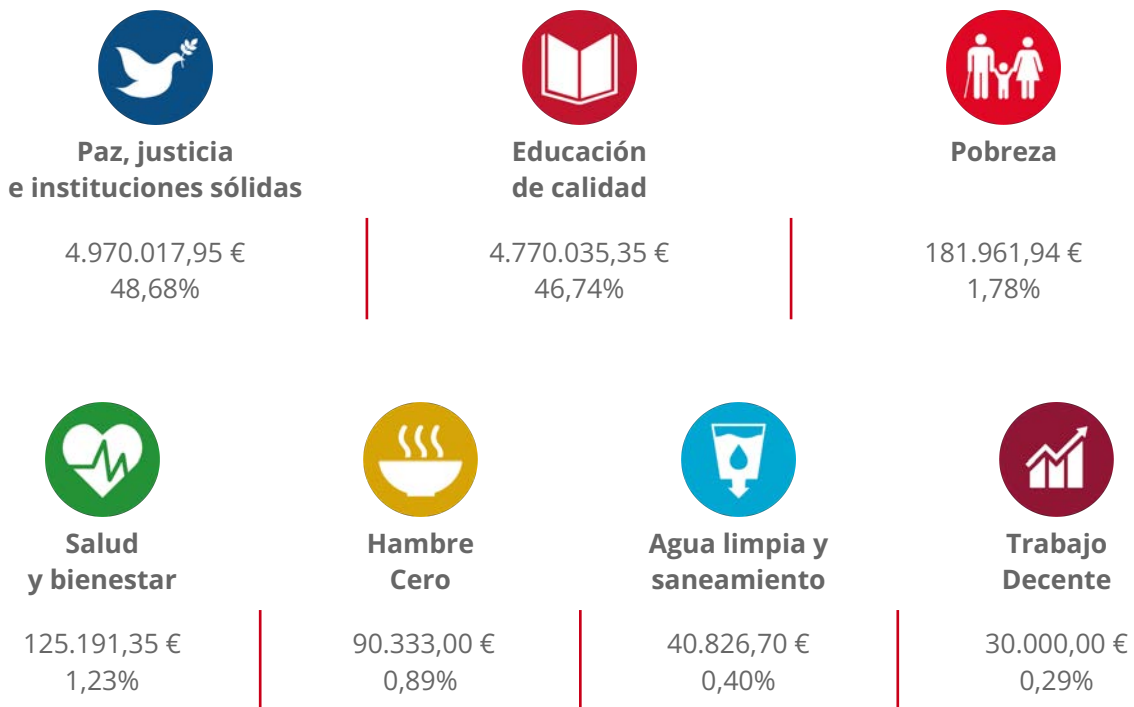 Paz, justicia
e instituciones sólidas
4.970.017,95 €
48,68%
Educación
de calidad
4.770.035,35 €
46,74%
Pobreza
181.961,94 €
1,78%
Salud
y bienestar
125.191,35 €
1,23%
Hambre
Cero
90.333,00 €
0,89%
Agua limpia y
saneamiento
40.826,70 €
0,40%
Trabajo
Decente
30.000,00 €
0,29%